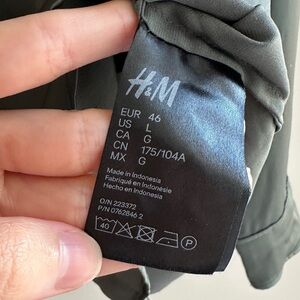 H&M
EUR 46
US L
CA G
CN 175/104A
MX G
Made in Indonesia
Fabriqué en Indonésie
Hecho en Indonesia
O/N 223372
P/N 0762846 2
40 P